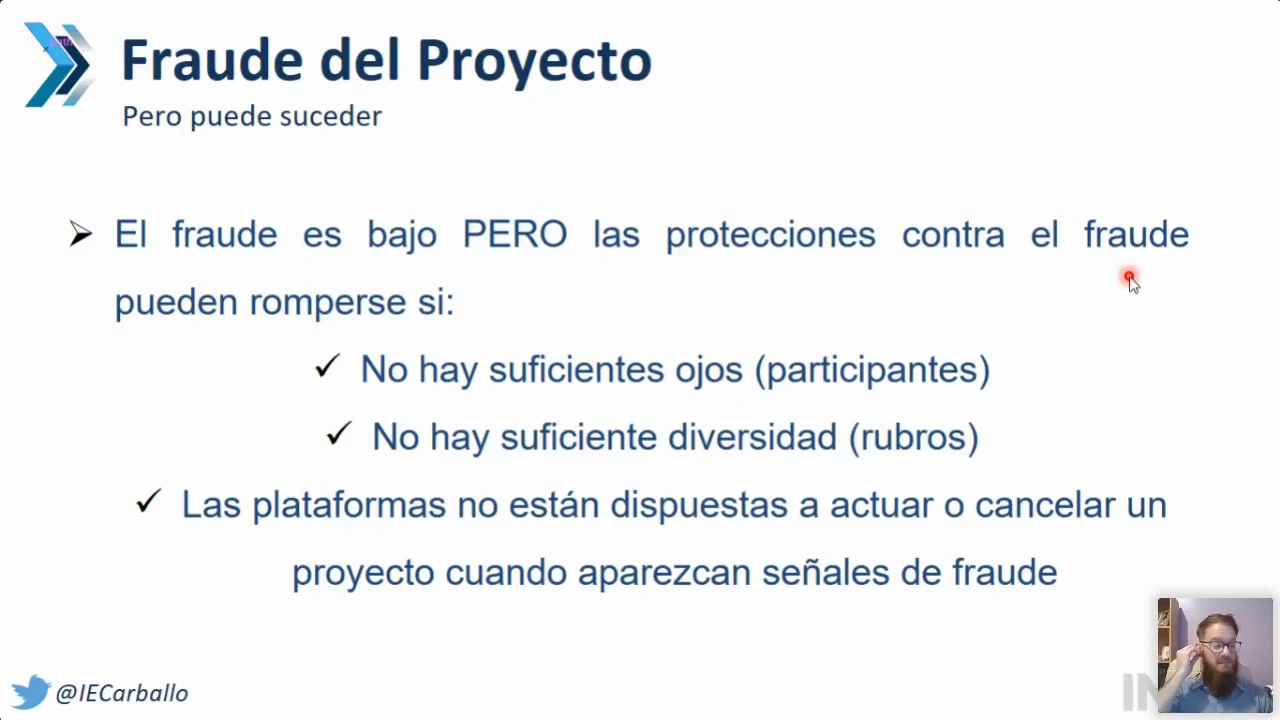 Fraude del Proyecto
Pero puede suceder
El fraude es bajo PERO las protecciones contra el fraude
pueden romperse si:
No hay suficientes ojos (participantes)
No hay suficiente diversidad (rubros)
Las plataformas no están dispuestas a actuar o cancelar un
proyecto cuando aparezcan señales de fraude
@IECarballo